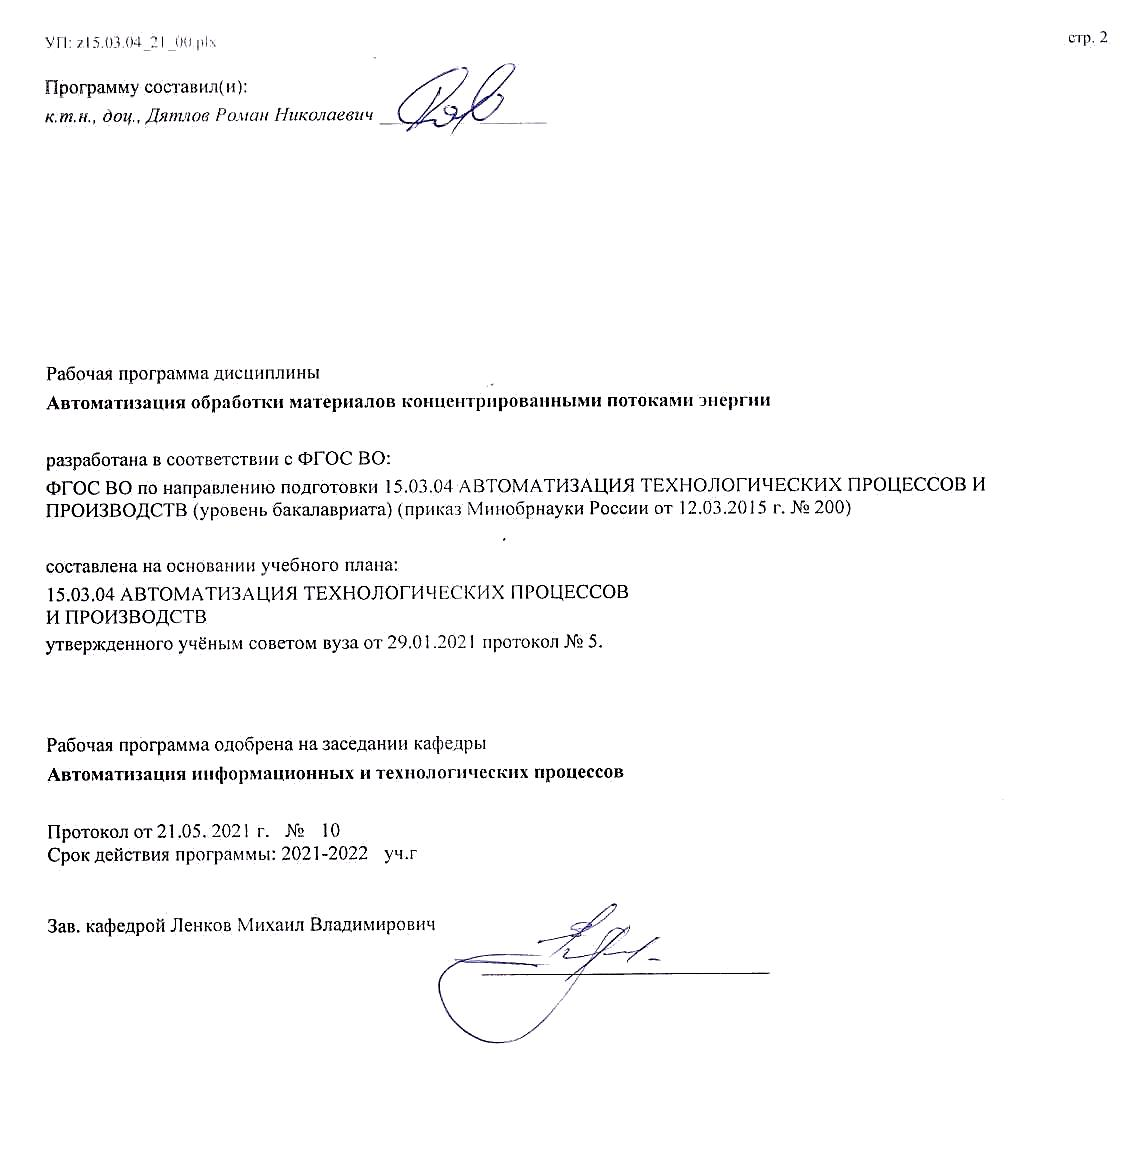 УП: z15.03.04_21_00.plx
стр. 2
Программу составил(и):
к.т.н., доц., Дятлов Роман Николаевич
Рабочая программа дисциплины
Автоматизация обработки материалов концентрированными потоками энергии
разработана в соответствии с ФГОС ВО:
ФГОС ВО по направлению подготовки 15.03.04 АВТОМАТИЗАЦИЯ ТЕХНОЛОГИЧЕСКИХ ПРОЦЕССОВ И
ПРОИЗВОДСТВ (уровень бакалавриата) (приказ Минобрнауки России от 12.03.2015 г. № 200)
составлена на основании учебного плана:
15.03.04 АВТОМАТИЗАЦИЯ ТЕХНОЛОГИЧЕСКИХ ПРОЦЕССОВ
И ПРОИЗВОДСТВ
утвержденного учёным советом вуза от 29.01.2021 протокол № 5.
Рабочая программа одобрена на заседании кафедры
Автоматизация информационных и технологических процессов
Протокол от 21.05. 2021 г. № 10
Срок действия программы: 2021-2022 уч.г
Зав. кафедрой Ленков Михаил Владимирович